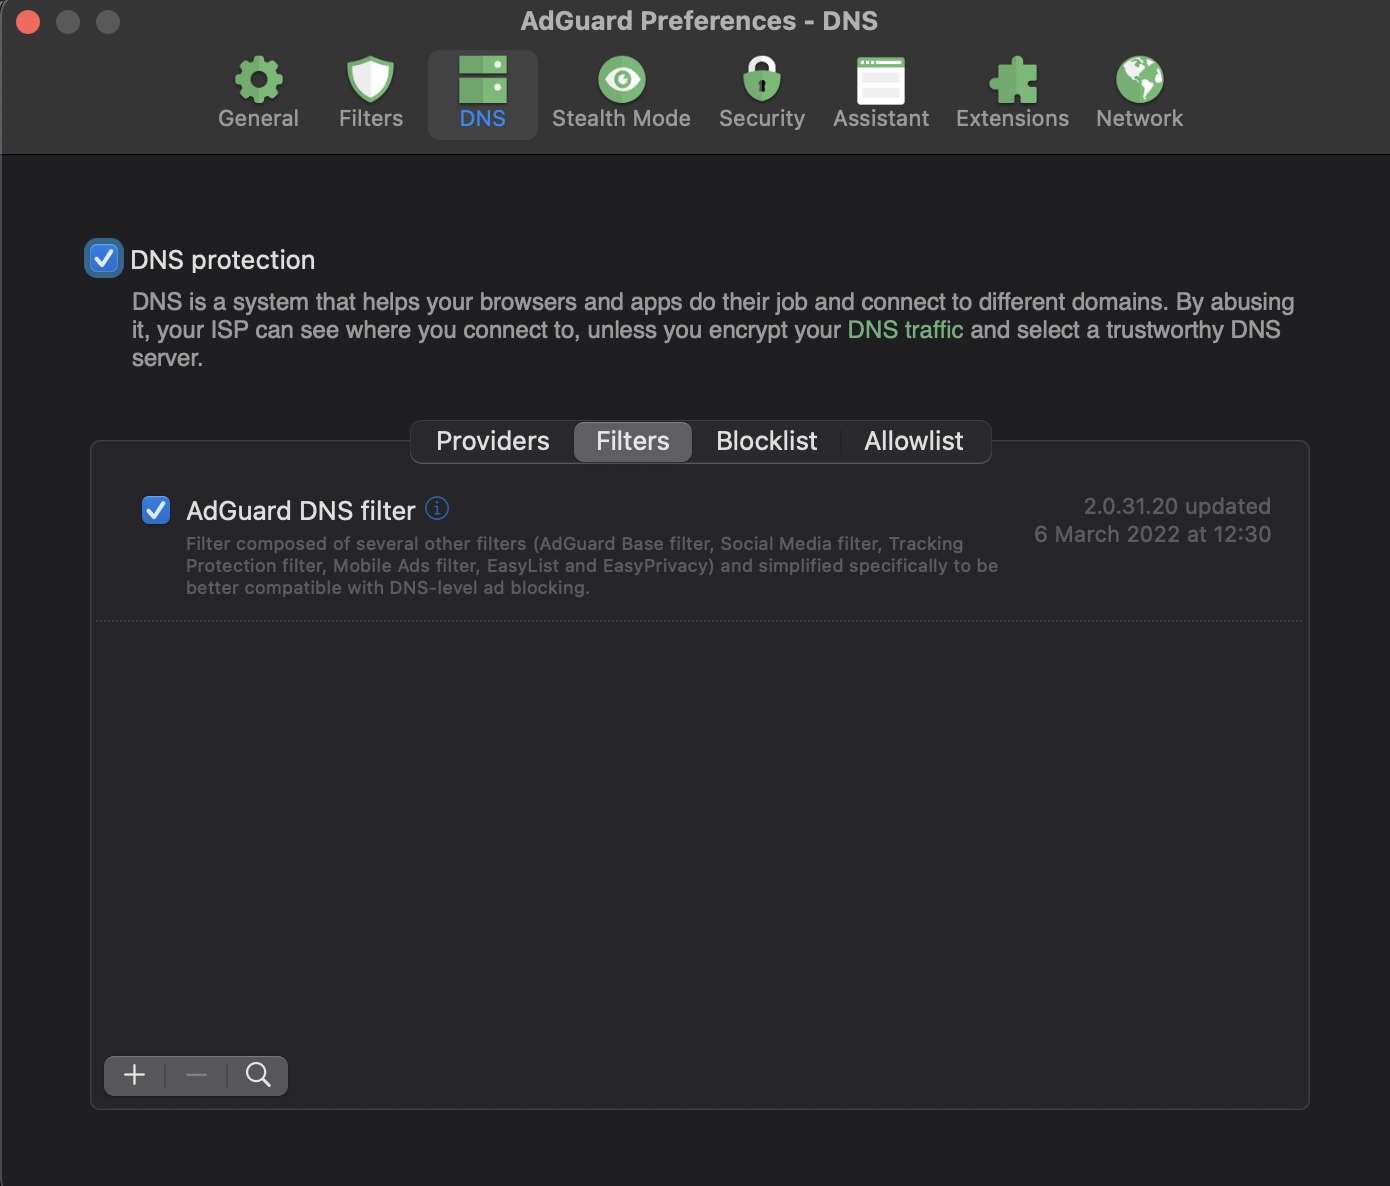 AdGuard Preferences - DNS
General
Filters
DNS
Stealth Mode
Security
Assistant
Extensions
Network
DNS protection
DNS is a system that helps your browsers and apps do their job and connect to different domains. By abusing
it, your ISP can see where you connect to, unless you encrypt your DNS traffic and select a trustworthy DNS
server.
Providers
Filters
Blocklist
Allowlist
AdGuard DNS filter
2.0.31.20 updated
6 March 2022 at 12:30
Filter composed of several other filters (AdGuard Base filter, Social Media filter, Tracking
Protection filter, Mobile Ads filter, EasyList and EasyPrivacy) and simplified specifically to be
better compatible with DNS-level ad blocking.